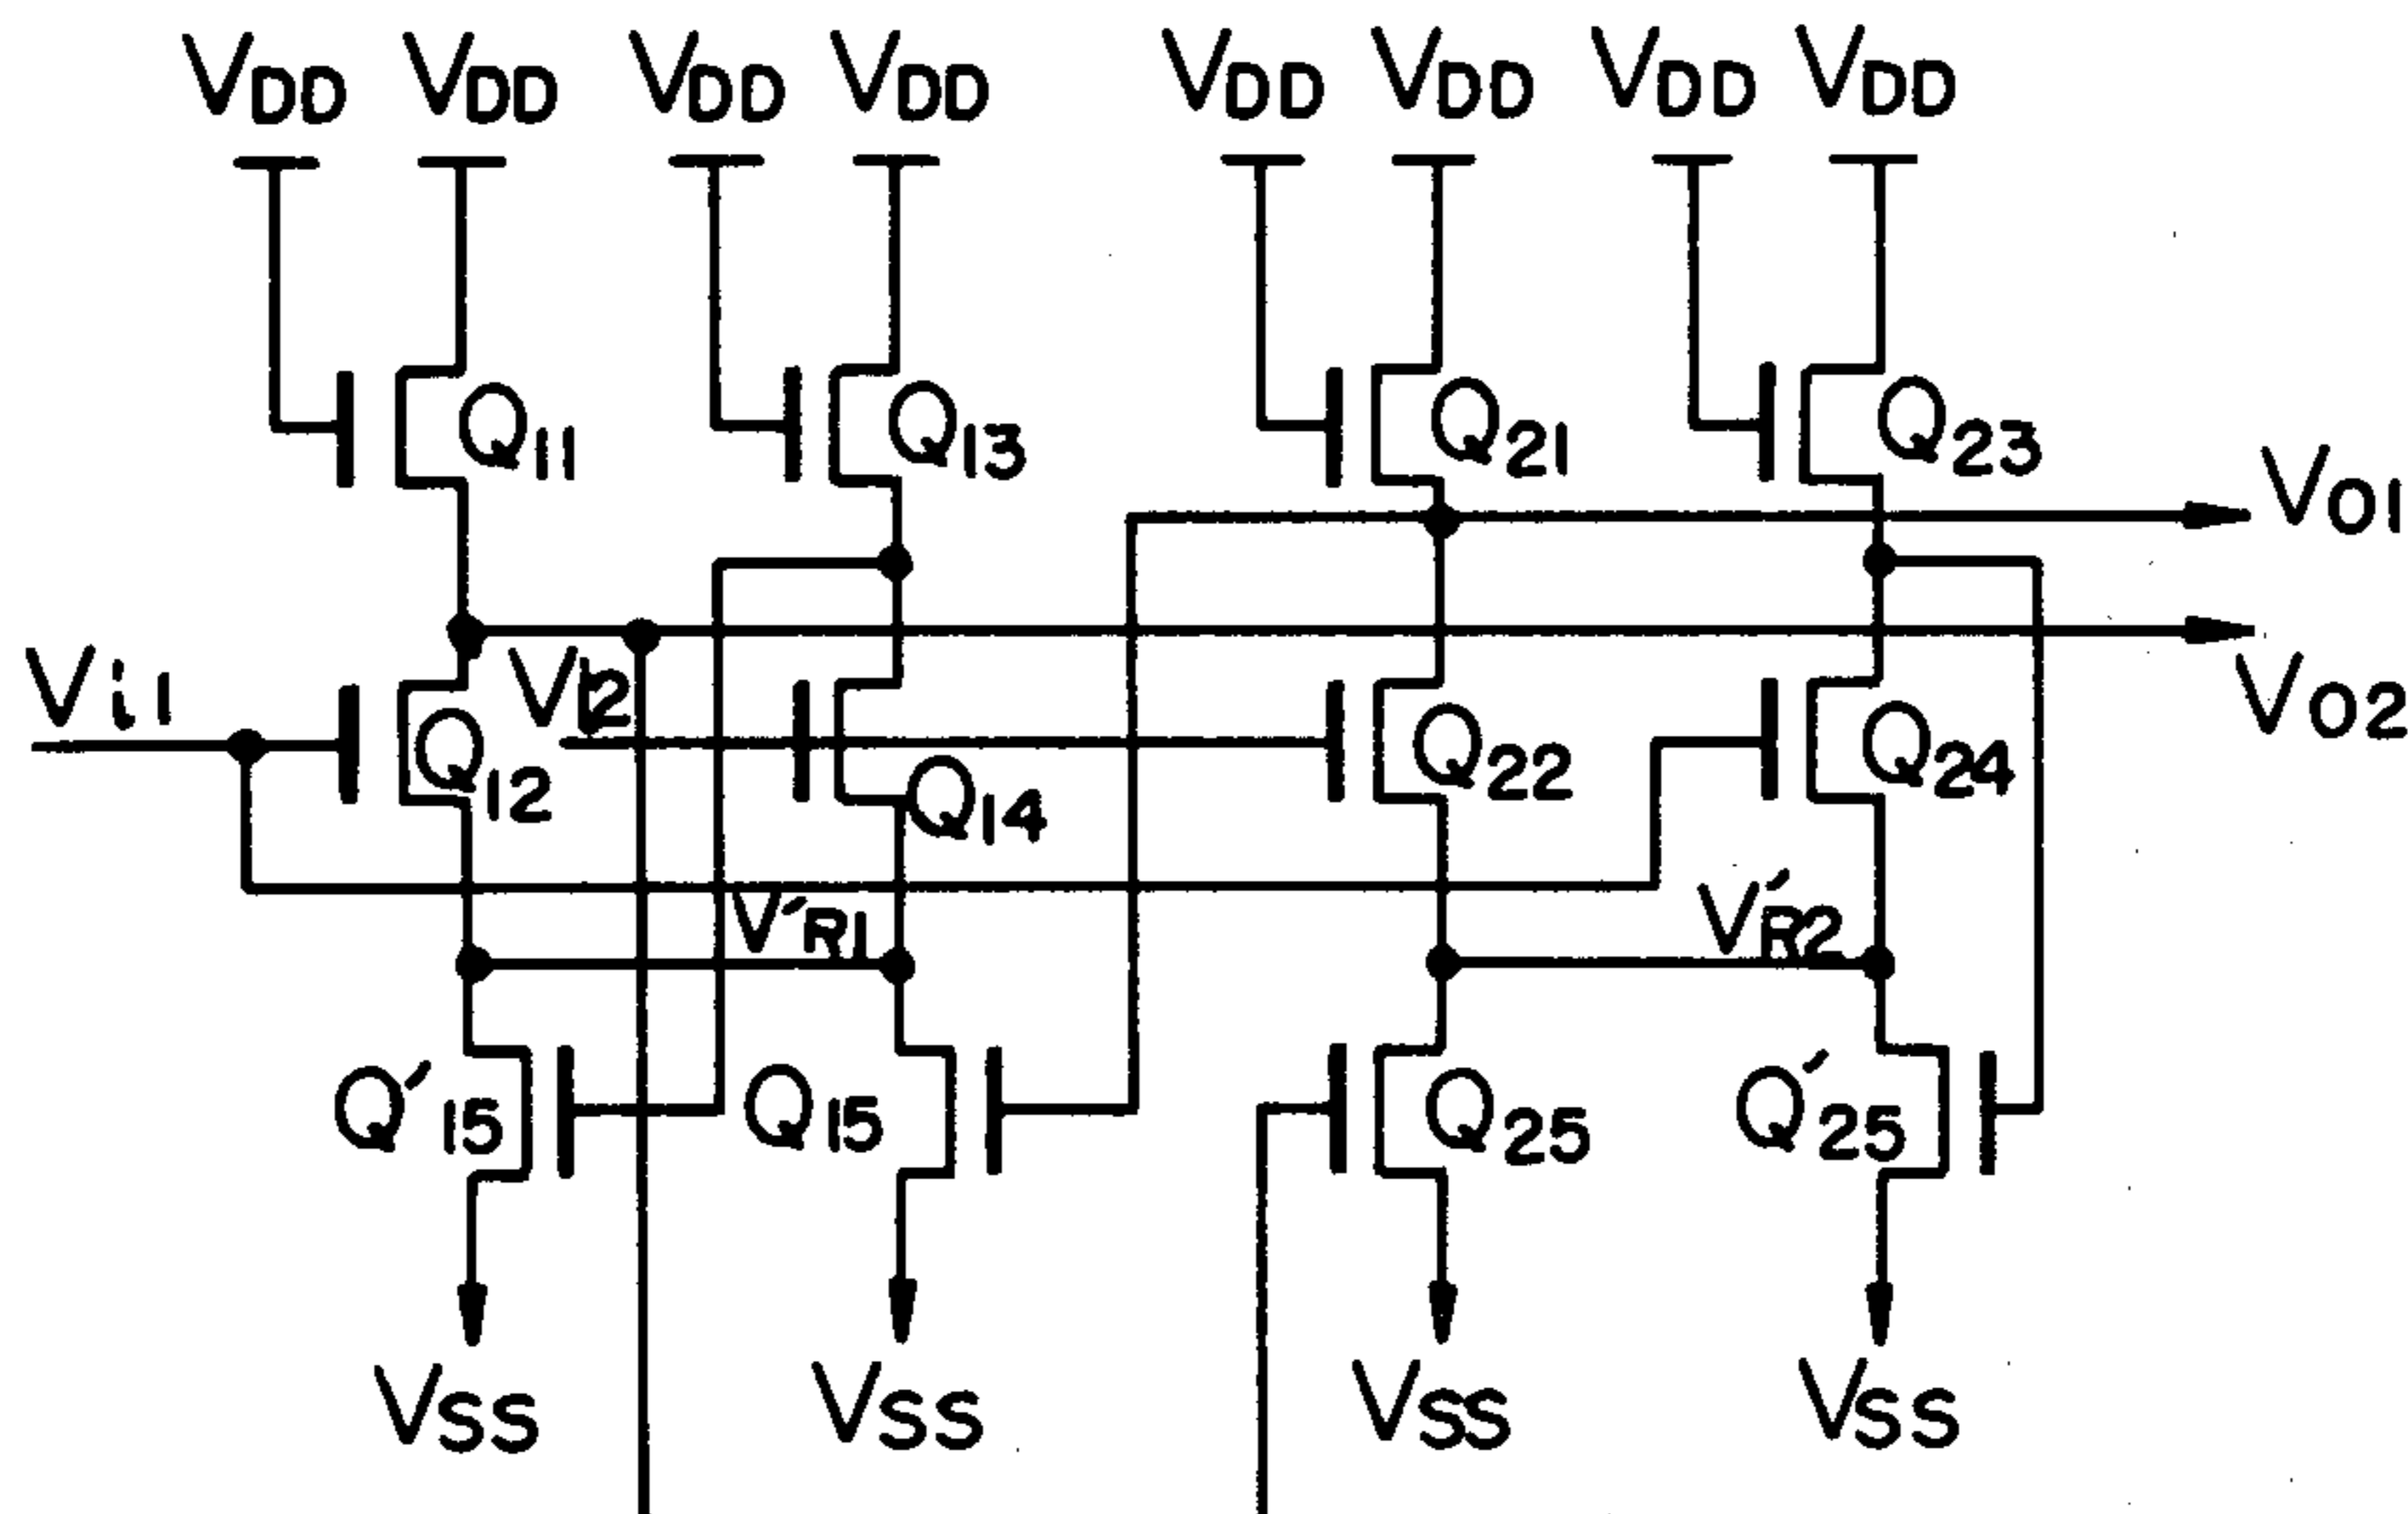 VDD VDD VDD VDD VDD VDD VDD VDD
Q11 Q13 Q21 Q23
VO1
Vi1 Vi2 VO2
Q12 Q14 Q22 Q24
V'R1 V'R2
Q'15 Q15 Q25 Q'25
VSS VSS VSS VSS